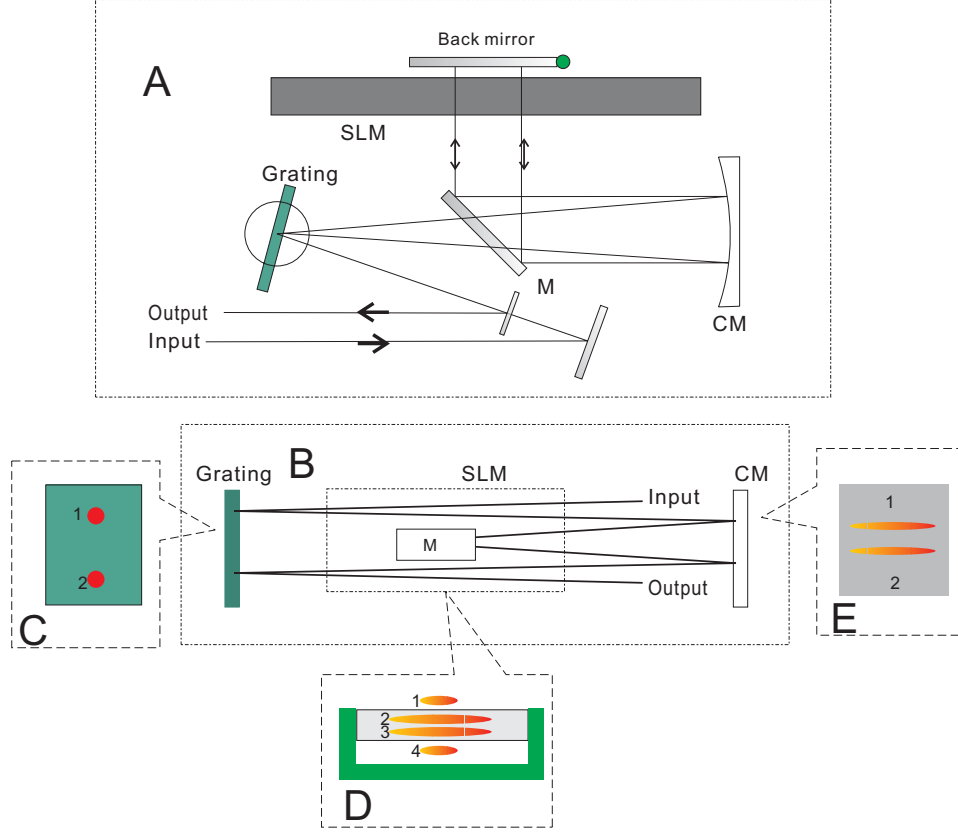 Back mirror
A
SLM
Grating
M
CM
Output
Input
B
Grating
SLM
CM
Input
M
Output
1
2
C
1
2
E
1
2
3
4
D